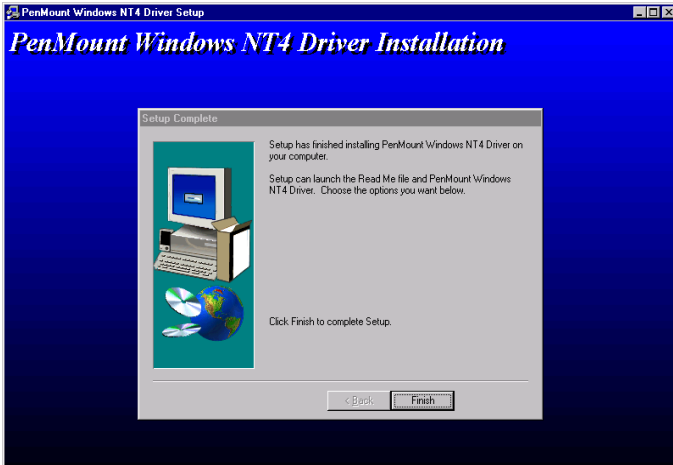 PenMount Windows NT4 Driver Setup
PenMount Windows NT4 Driver Installation
Setup Complete
Setup has finished installing PenMount Windows NT4 Driver on
your computer.
Setup can launch the Read Me file and PenMount Windows
NT4 Driver. Choose the options you want below.
Click Finish to complete Setup.
< Back
Finish